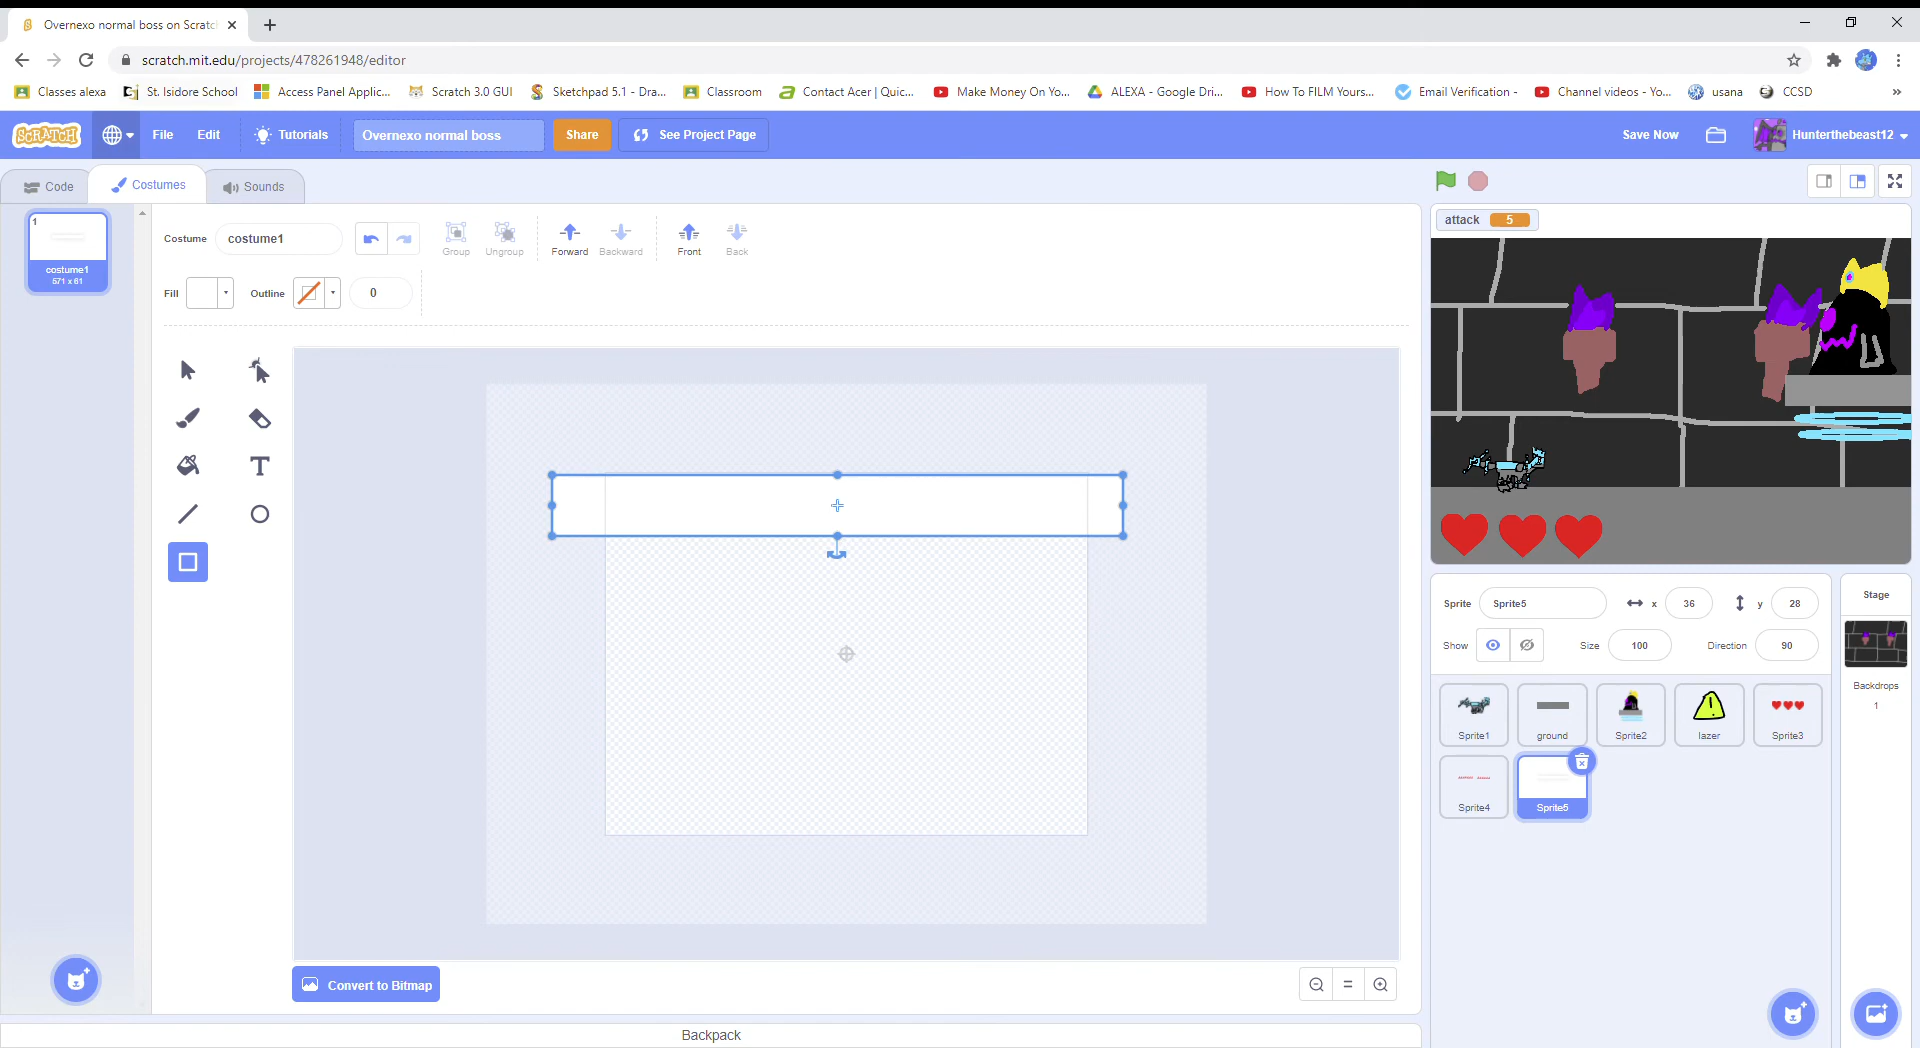 Overnexo normal boss on Scratc
scratch.mit.edu/projects/478261948/editor
Classes alexa St. Isidore School Access Panel Applic... Scratch 3.0 GUI Sketchpad 5.1 - Dra... Classroom Contact Acer | Quic... Make Money On Yo... ALEXA - Google Dri... How To FILM Yours... Email Verification - Channel videos - Yo... usana CCSD »
SCRATCH File Edit Tutorials Overnexo normal boss Share See Project Page Save Now Hunterthebeast12
Code Costumes Sounds
attack 5
1
costume1
571 x 61
Costume costume1 Group Ungroup Forward Backward Front Back
Fill Outline 0
T
Convert to Bitmap
Backpack
Sprite Sprite5 x 36 y 28
Show Size 100 Direction 90
Sprite1 ground Sprite2 lazer Sprite3
Sprite4 Sprite5
Stage
Backdrops
1